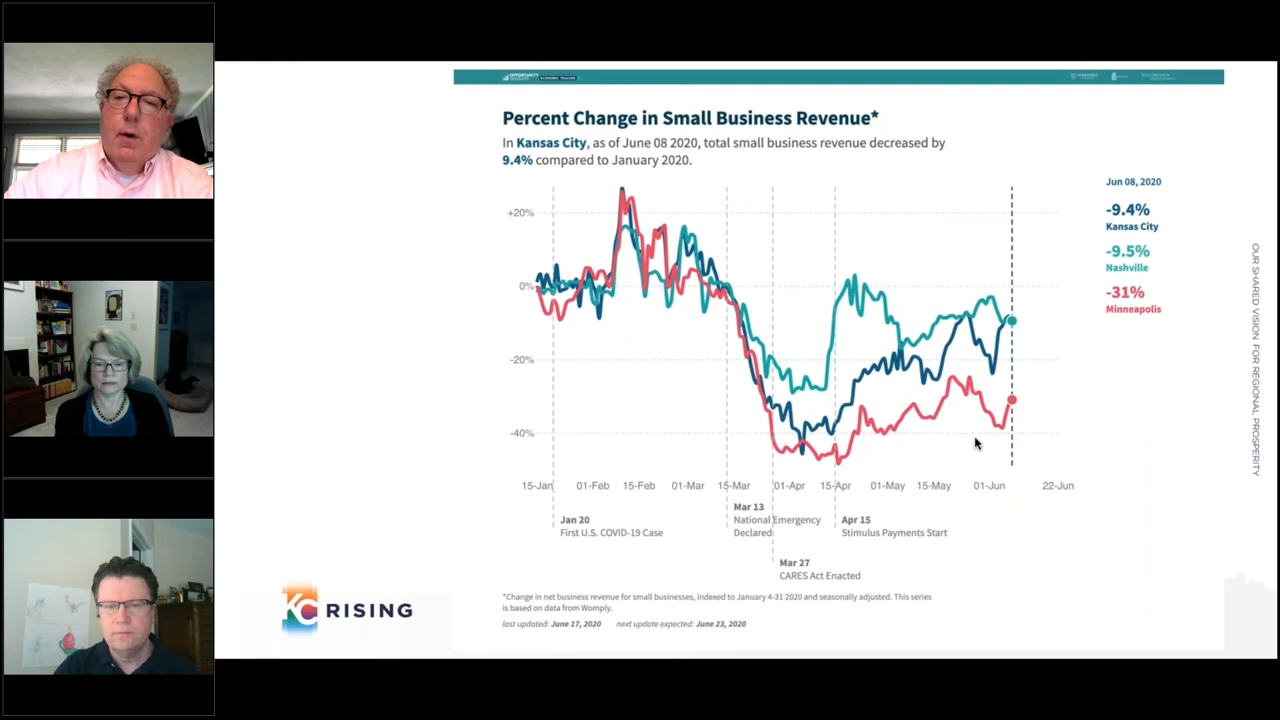 OPPORTUNITY
INSIGHTS
ECONOMIC TRACKER
Percent Change in Small Business Revenue*
In Kansas City, as of June 08 2020, total small business revenue decreased by
9.4% compared to January 2020.
Jun 08, 2020
-9.4%
Kansas City
-9.5%
Nashville
-31%
Minneapolis
+20%
0%
-20%
-40%
15-Jan 01-Feb 15-Feb 01-Mar 15-Mar 01-Apr 15-Apr 01-May 15-May 01-Jun 22-Jun
Jan 20
First U.S. COVID-19 Case
Mar 13
National Emergency
Declared
Mar 27
CARES Act Enacted
Apr 15
Stimulus Payments Start
*Change in net business revenue for small businesses, indexed to January 4-31 2020 and seasonally adjusted. This series
is based on data from Womply.
last updated: June 17, 2020 next update expected: June 23, 2020
KC RISING
OUR SHARED VISION FOR REGIONAL PROSPERITY